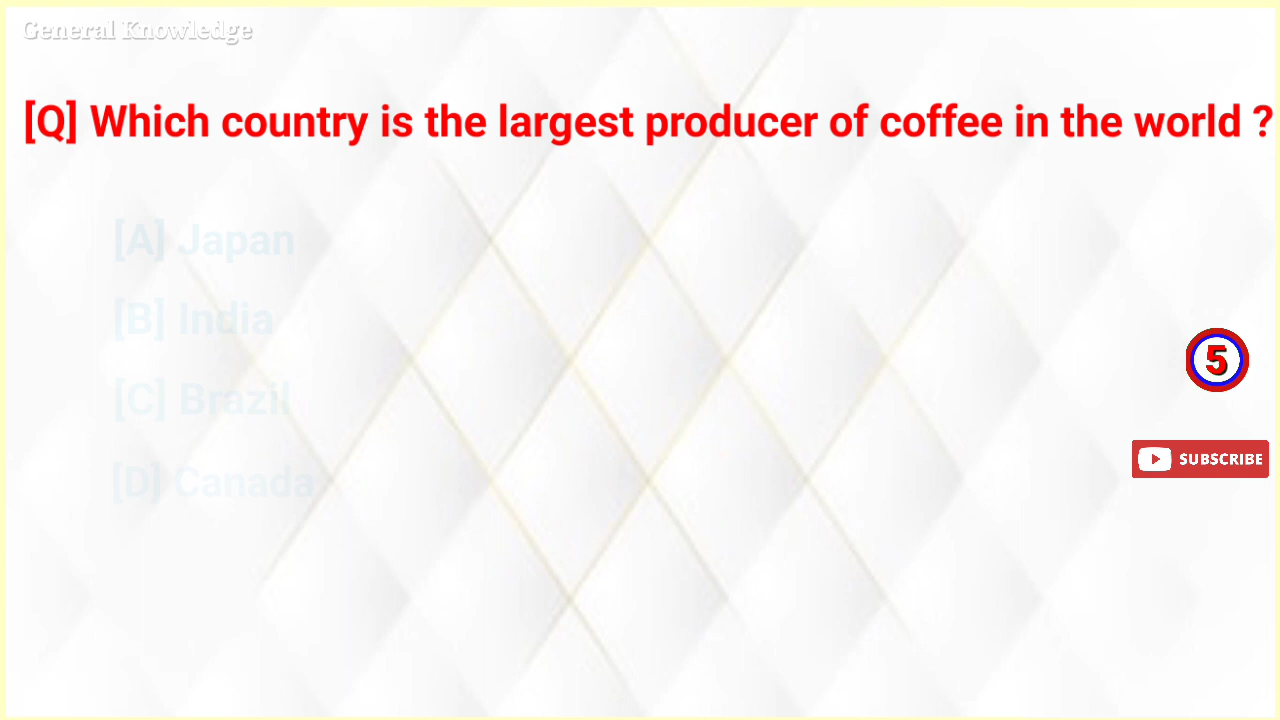 General Knowledge
[Q] Which country is the largest producer of coffee in the world ?
[A] Japan
[B] India
[C] Brazil
[D] Canada
5
SUBSCRIBE